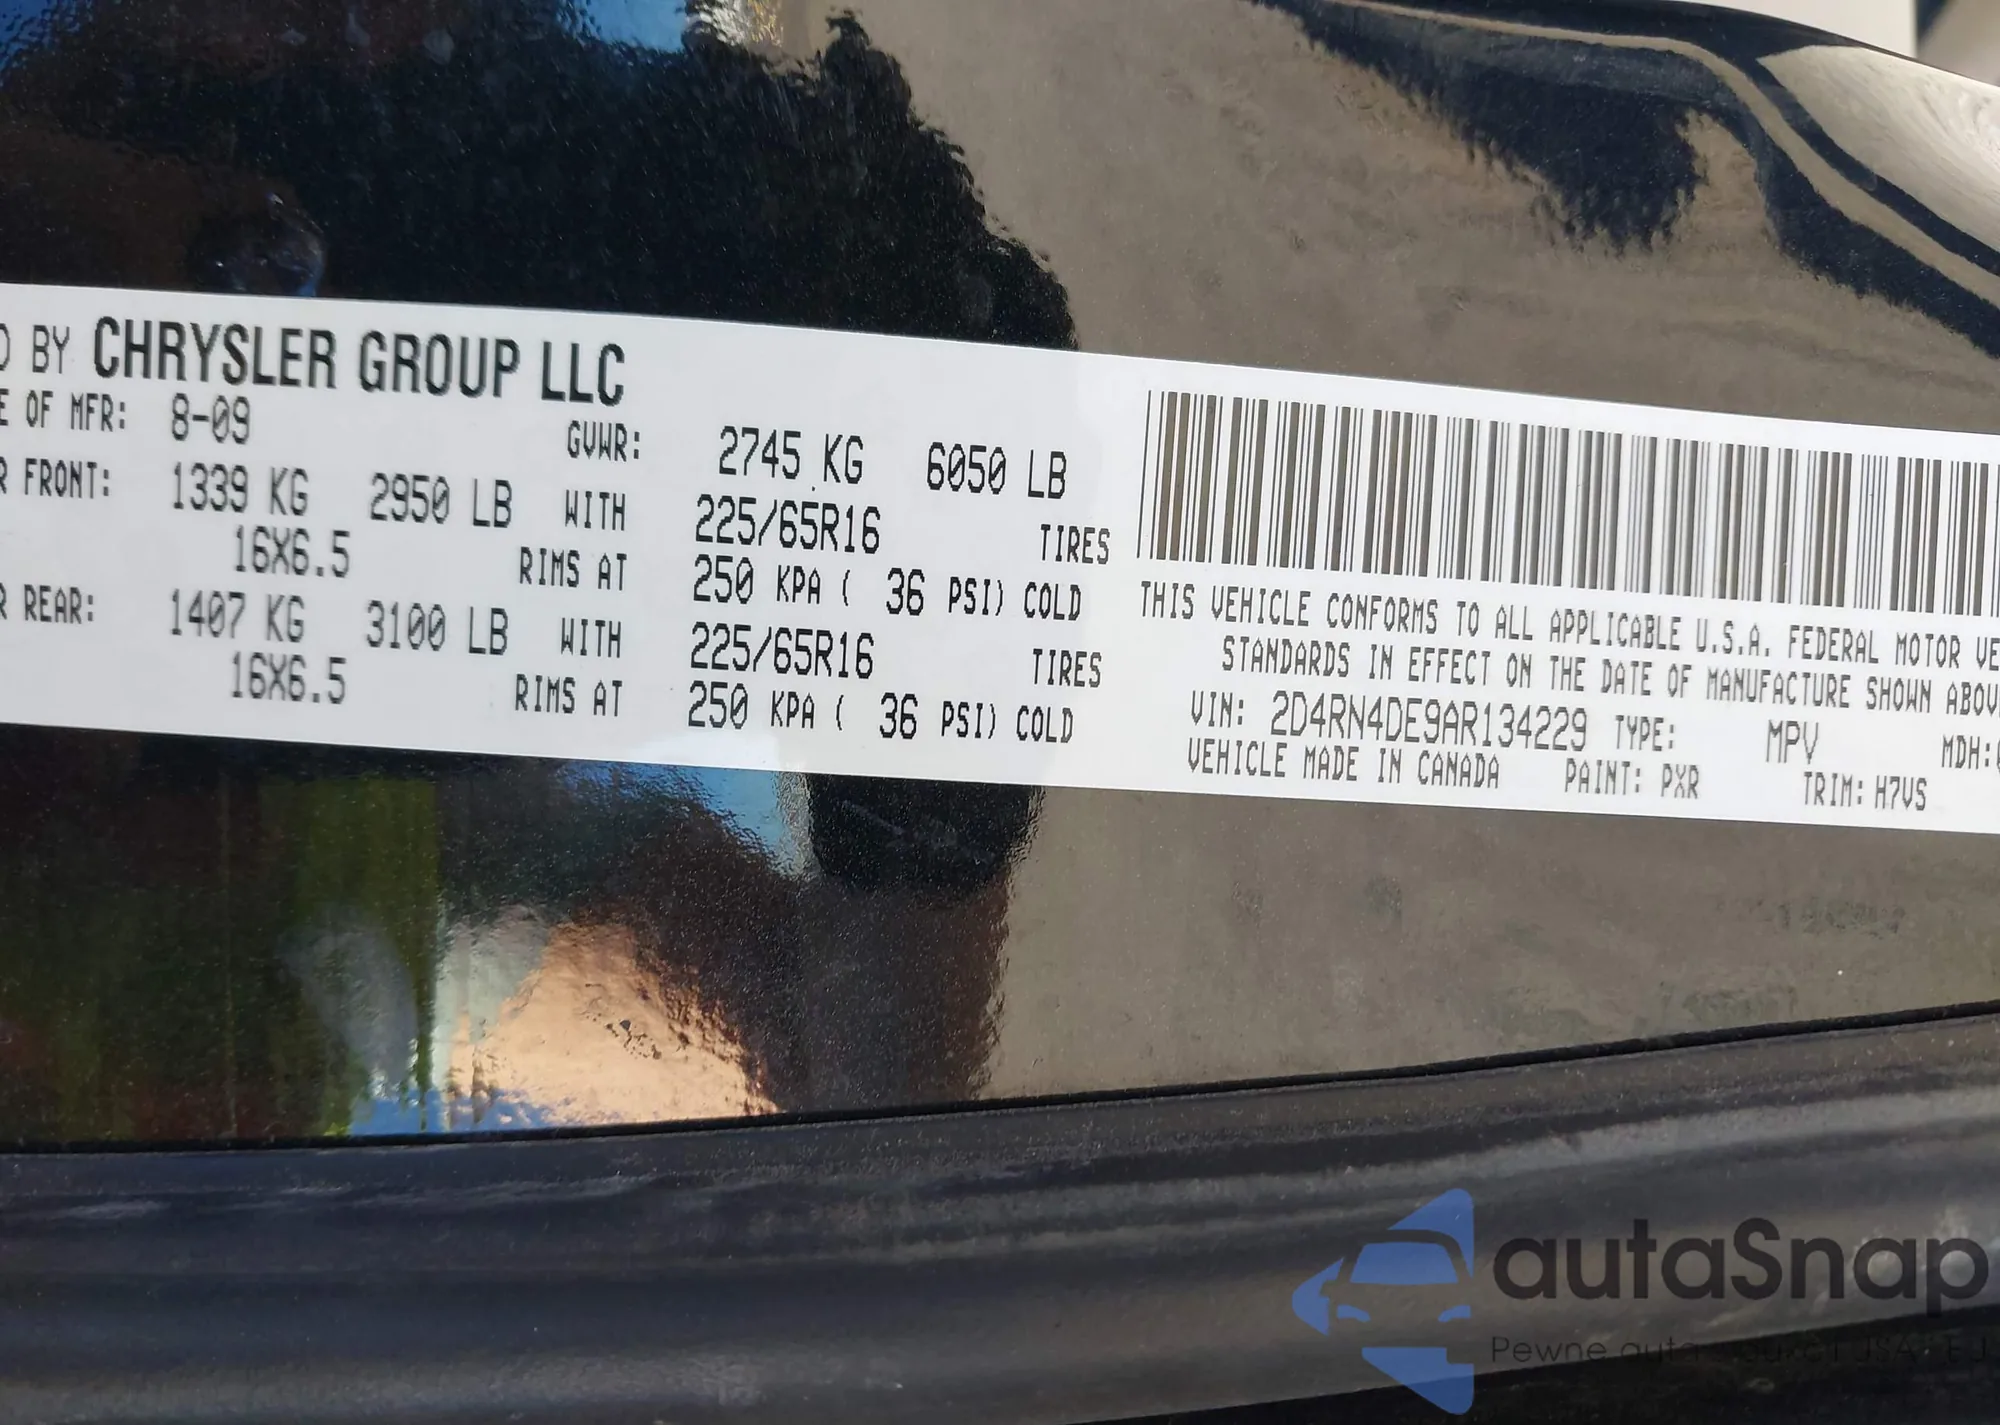 BY CHRYSLER GROUP LLC
OF MFR: 8-09 GVWR: 2745 KG 6050 LB
FRONT: 1339 KG 2950 LB WITH 225/65R16 TIRES
16X6.5 RIMS AT 250 KPA ( 36 PSI) COLD
REAR: 1407 KG 3100 LB WITH 225/65R16 TIRES
16X6.5 RIMS AT 250 KPA ( 36 PSI) COLD
THIS VEHICLE CONFORMS TO ALL APPLICABLE U.S.A. FEDERAL MOTOR VE
STANDARDS IN EFFECT ON THE DATE OF MANUFACTURE SHOWN ABOV
VIN: 2D4RN4DE9AR134229 TYPE: MPV MDH:
VEHICLE MADE IN CANADA PAINT: PXR TRIM: H7VS
autaSnap
Pewne auta